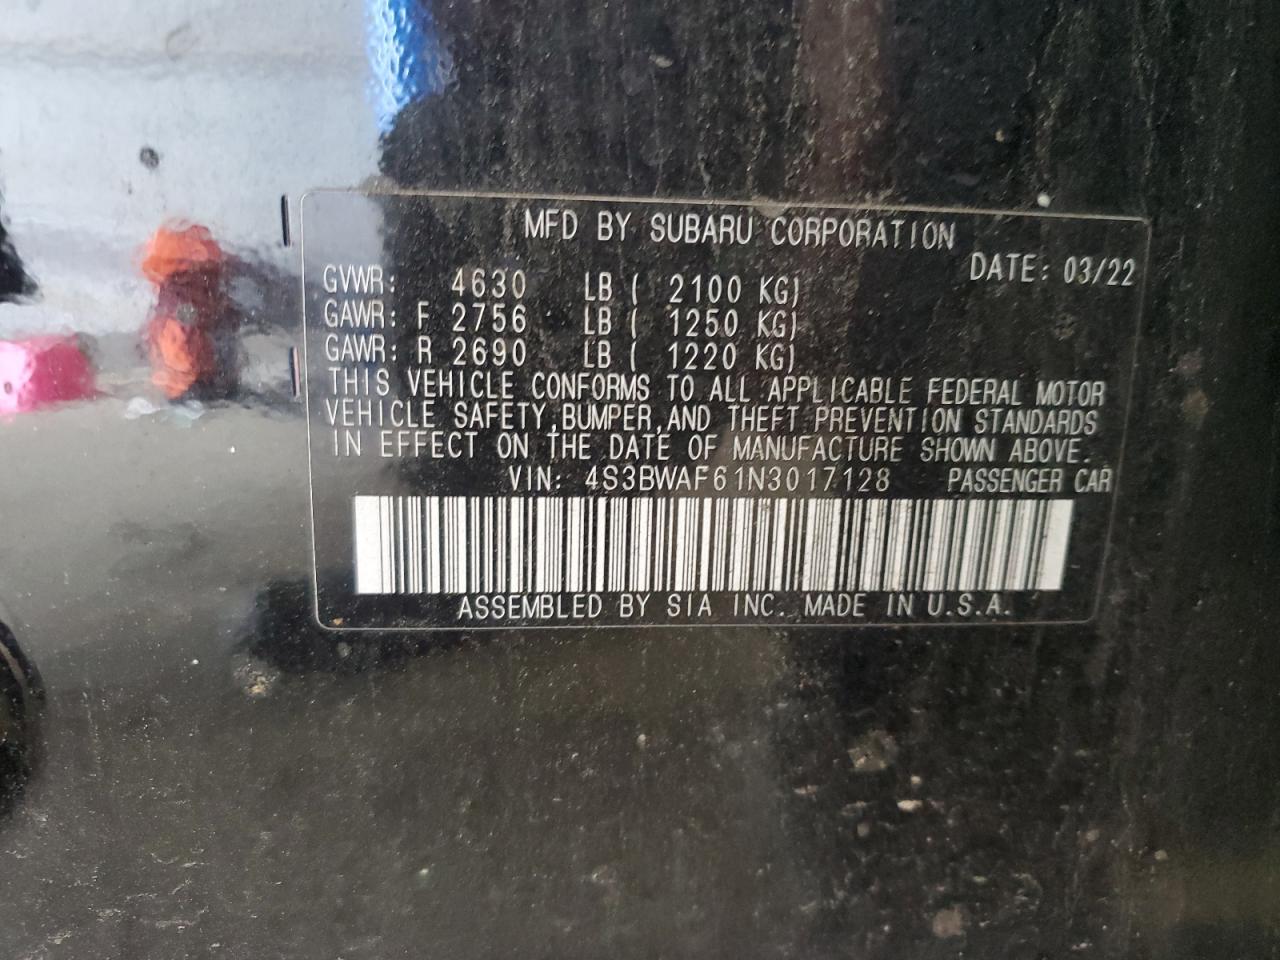 MFD BY SUBARU CORPORATION
DATE: 03/22
GVWR: 4630 LB ( 2100 KG)
GAWR: F 2756 LB ( 1250 KG)
GAWR: R 2690 LB ( 1220 KG)
THIS VEHICLE CONFORMS TO ALL APPLICABLE FEDERAL MOTOR
VEHICLE SAFETY, BUMPER, AND THEFT PREVENTION STANDARDS
IN EFFECT ON THE DATE OF MANUFACTURE SHOWN ABOVE.
VIN: 4S3BWAF61N3017128 PASSENGER CAR
ASSEMBLED BY SIA INC. MADE IN U.S.A.